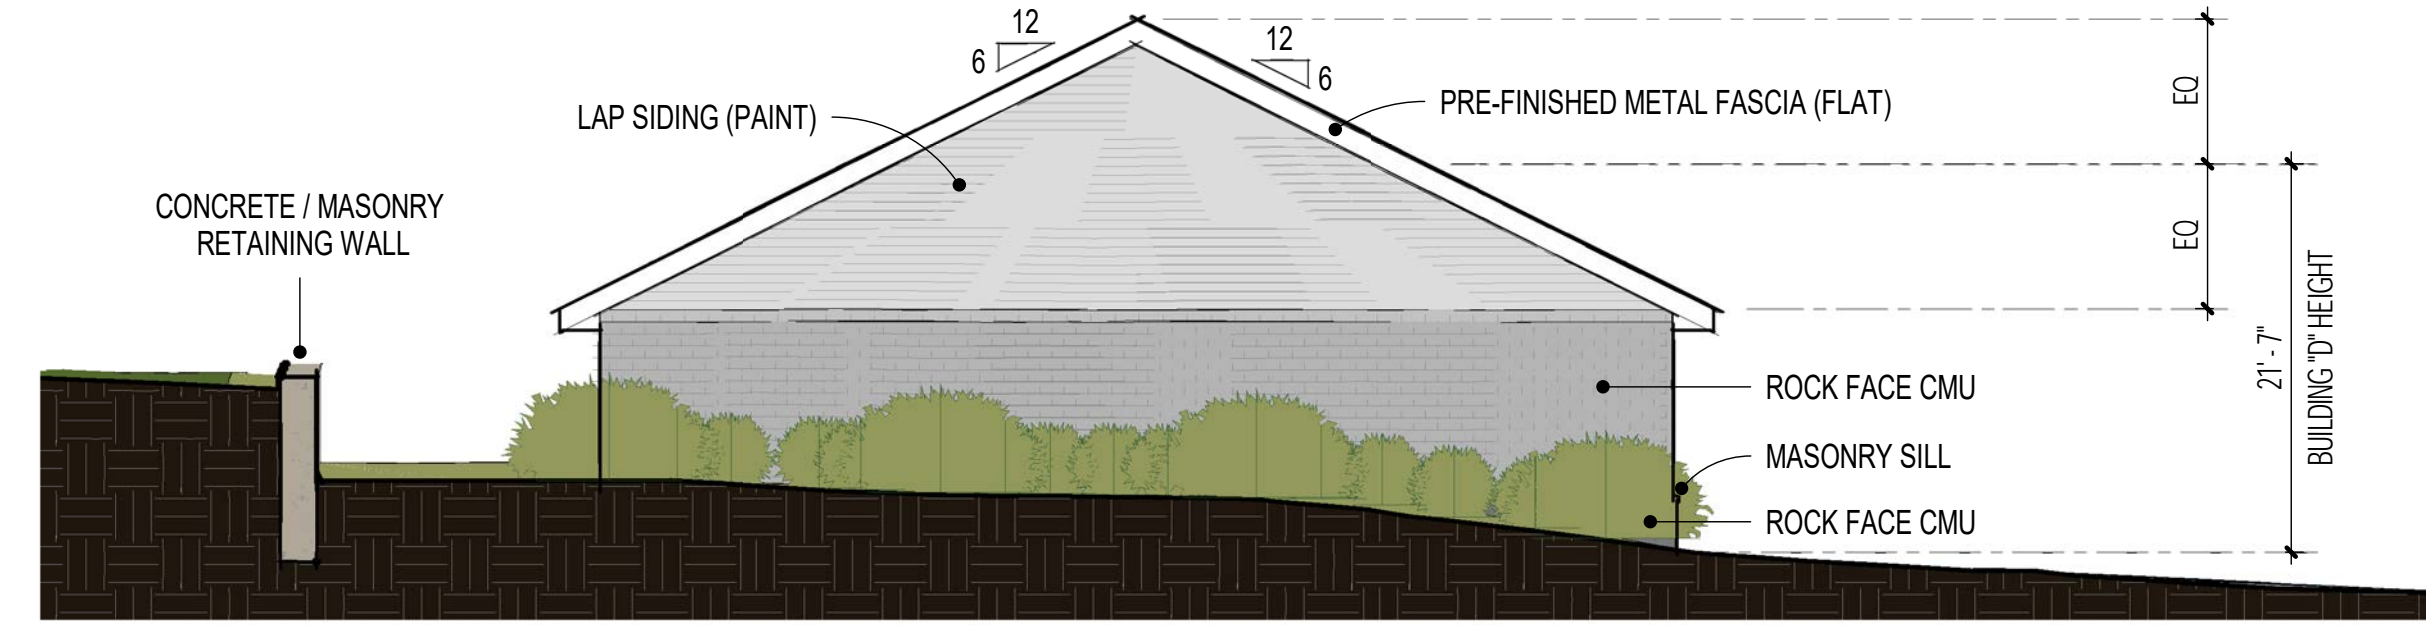 12
6
12
6
LAP SIDING (PAINT)
PRE-FINISHED METAL FASCIA (FLAT)
EQ
CONCRETE / MASONRY
RETAINING WALL
EQ
21' - 7"
BUILDING "D" HEIGHT
ROCK FACE CMU
MASONRY SILL
ROCK FACE CMU